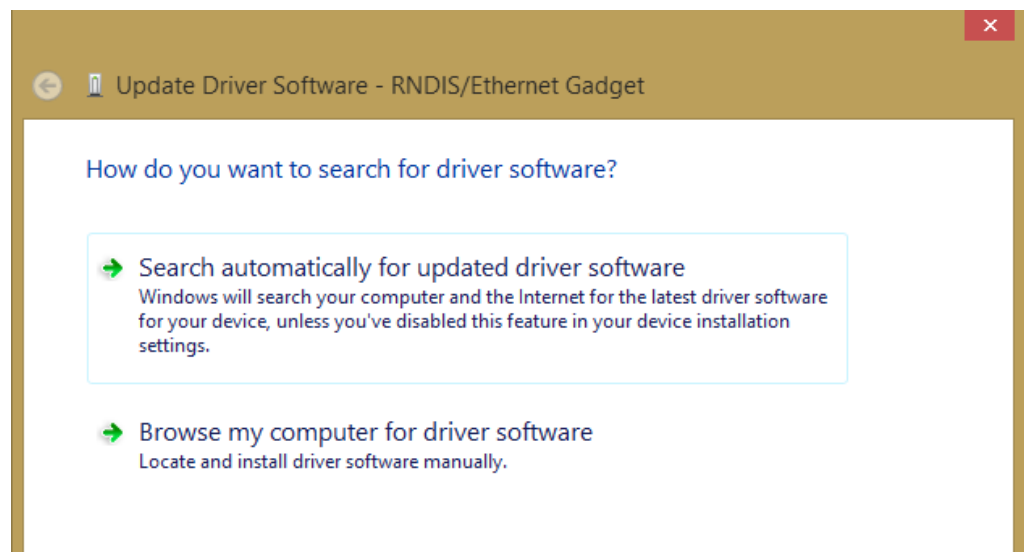 Update Driver Software - RNDIS/Ethernet Gadget
How do you want to search for driver software?
Search automatically for updated driver software
Windows will search your computer and the Internet for the latest driver software
for your device, unless you've disabled this feature in your device installation
settings.
Browse my computer for driver software
Locate and install driver software manually.